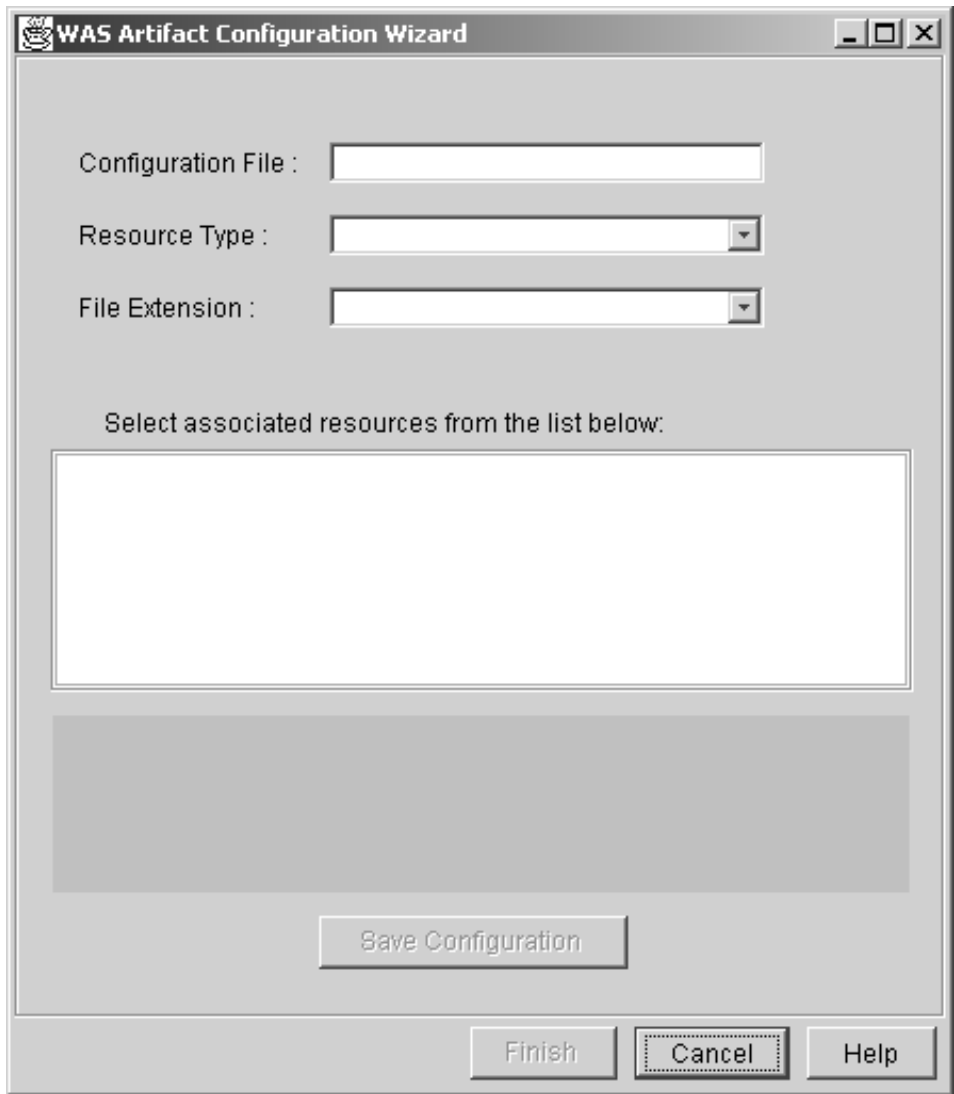 WAS Artifact Configuration Wizard
Configuration File :
Resource Type :
File Extension :
Select associated resources from the list below:
Save Configuration
Finish Cancel Help